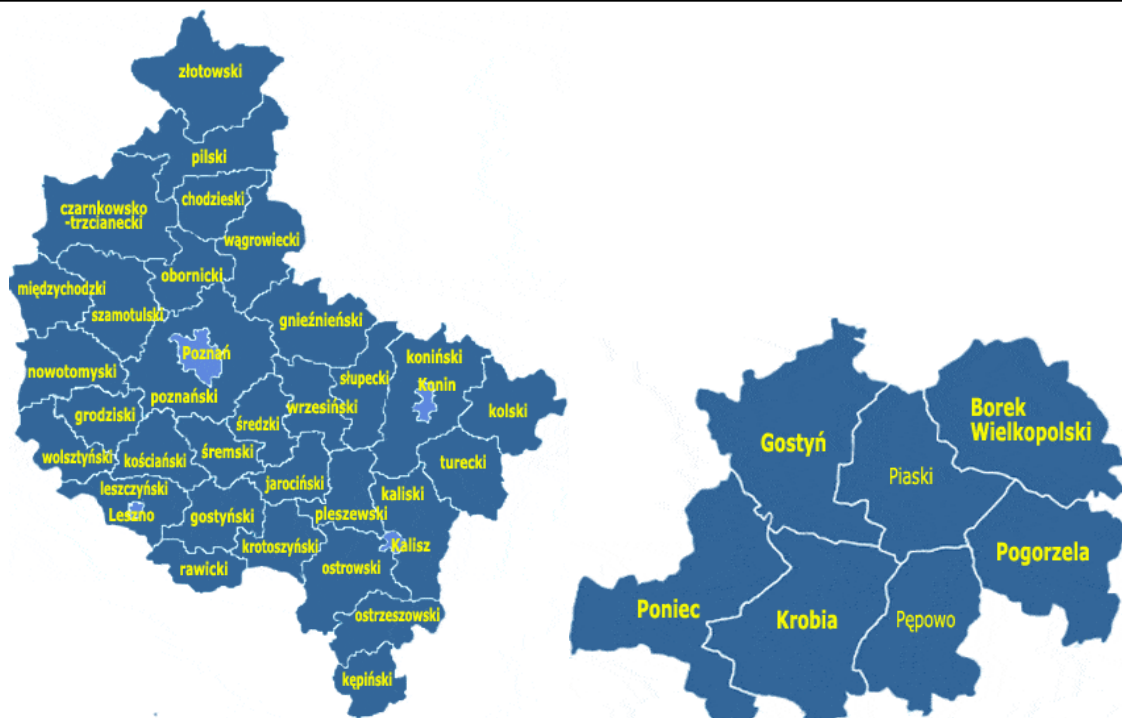 złotowski
pilski
chodzieski
czarnkowsko
-trzcianecki
wągrowiecki
obornicki
międzychodzki
szamotulski
gnieźnieński
Poznań
koniński
nowotomyski
słupecki
Konin
poznański
wrzesiński
kolski
grodziski
średzki
wolsztyński
kościański
śremski
turecki
leszczyński
jarociński
kaliski
Leszno
gostyński
pleszewski
krotoszyński
Kalisz
rawicki
ostrowski
ostrzeszowski
kępiński
Borek
Wielkopolski
Gostyń
Piaski
Pogorzela
Poniec
Krobia
Pępowo